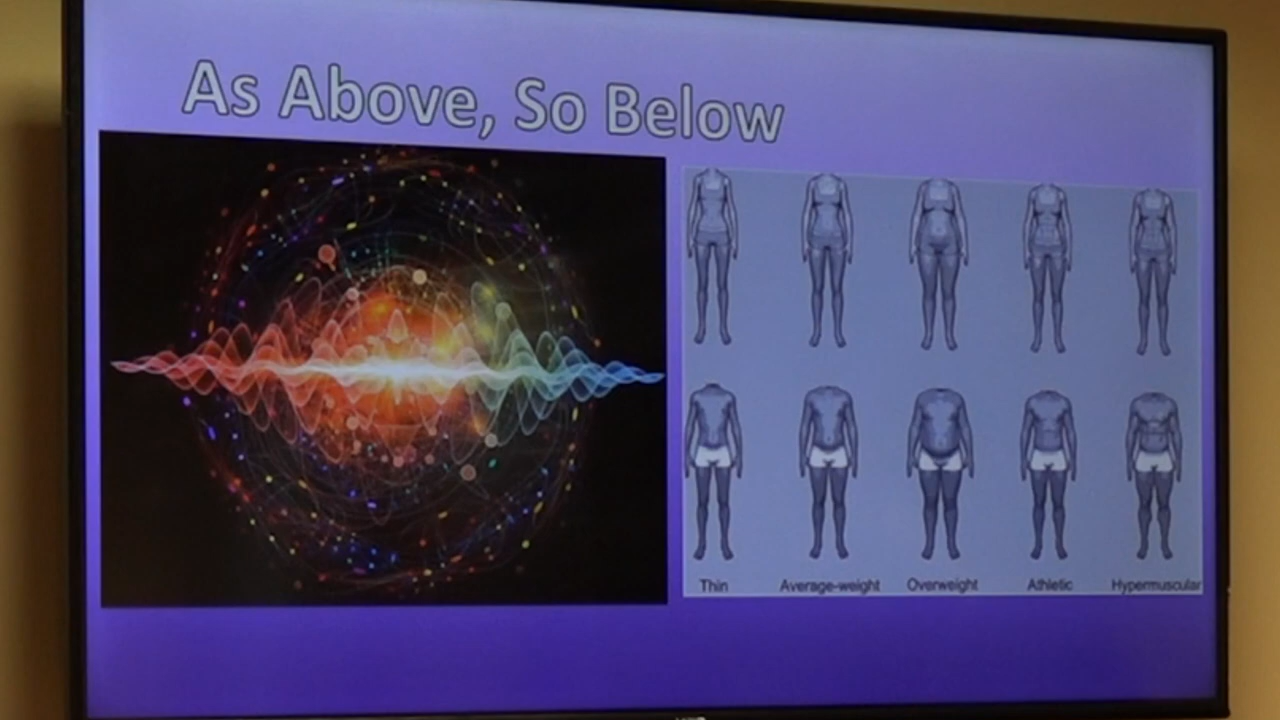 As Above, So Below
Thin Average-weight Overweight Athletic Hypermuscular